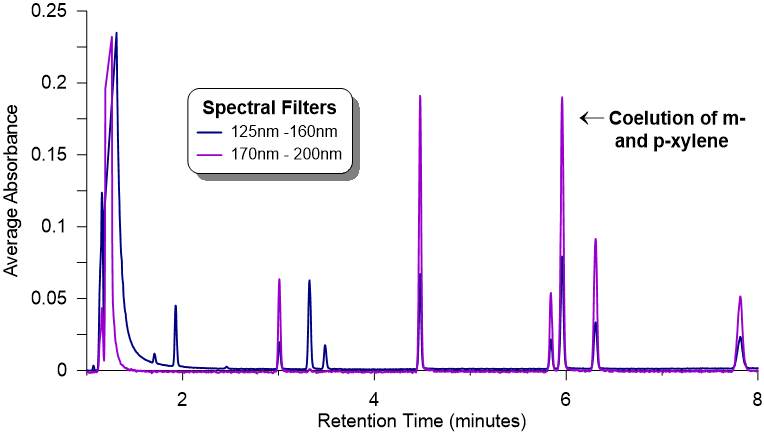 0.25
0.2
0.15
0.1
0.05
0
Average Absorbance
Spectral Filters
125nm -160nm
170nm - 200nm
← Coelution of m-
and p-xylene
2
4
6
8
Retention Time (minutes)